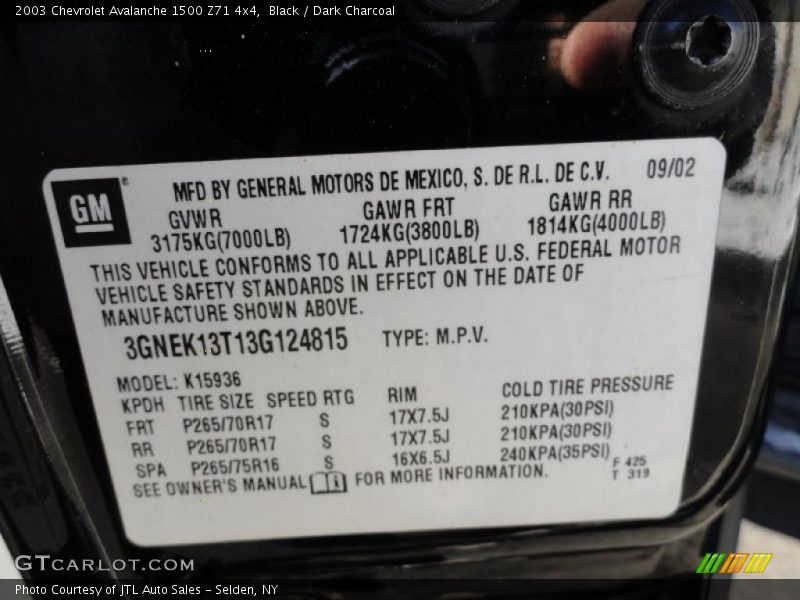 2003 Chevrolet Avalanche 1500 Z71 4x4, Black / Dark Charcoal
GM
MFD BY GENERAL MOTORS DE MEXICO, S. DE R.L. DE C.V. 09/02
GVWR GAWR FRT GAWR RR
3175KG(7000LB) 1724KG(3800LB) 1814KG(4000LB)
THIS VEHICLE CONFORMS TO ALL APPLICABLE U.S. FEDERAL MOTOR
VEHICLE SAFETY STANDARDS IN EFFECT ON THE DATE OF
MANUFACTURE SHOWN ABOVE.
3GNEK13T13G124815 TYPE: M.P.V.
MODEL: K15936
KPDH TIRE SIZE SPEED RTG RIM COLD TIRE PRESSURE
FRT P265/70R17 S 17X7.5J 210KPA(30PSI)
RR P265/70R17 S 17X7.5J 210KPA(30PSI)
SPA P265/75R16 S 16X6.5J 240KPA(35PSI)
SEE OWNER'S MANUAL FOR MORE INFORMATION.
F 425
T 319
GTCARLOT.COM
Photo Courtesy of JTL Auto Sales - Selden, NY